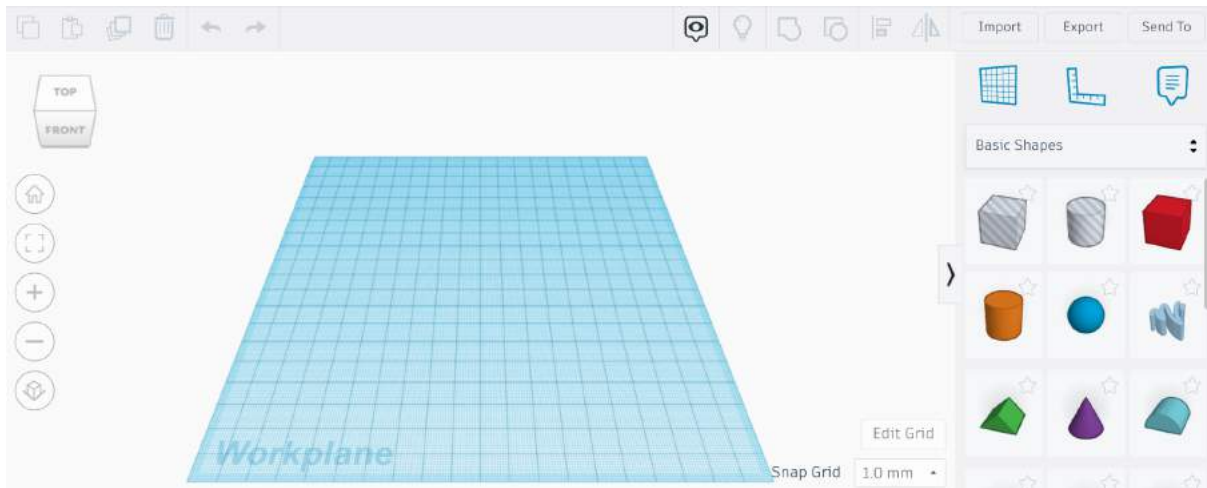 Import Export Send To
TOP
FRONT
Basic Shapes
Workplane
Edit Grid
Snap Grid 1.0 mm